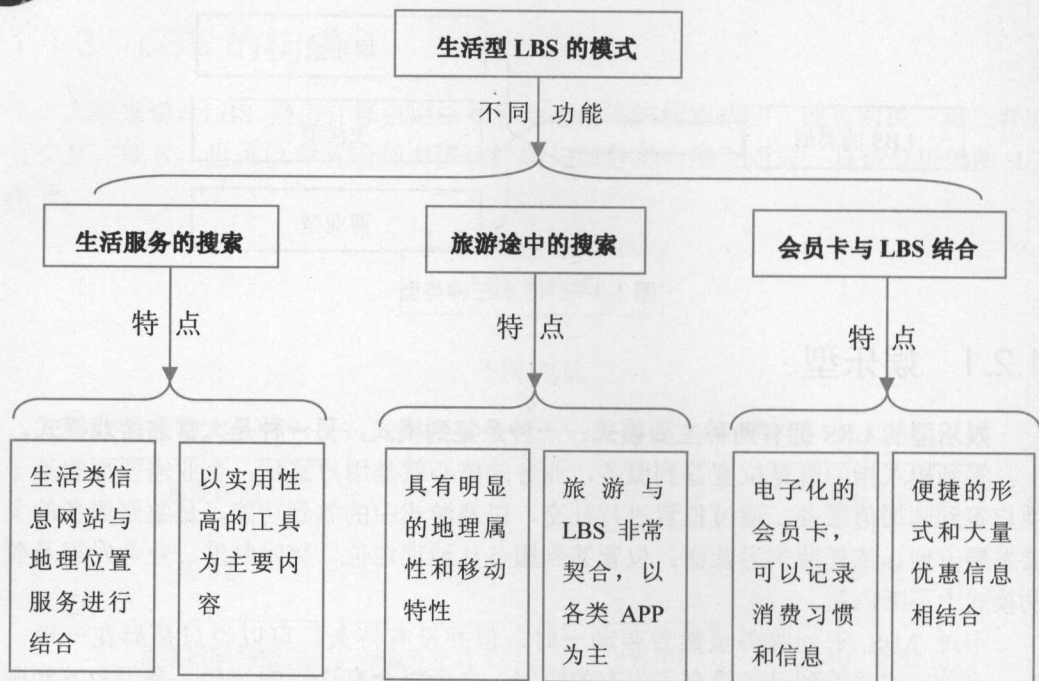 生活型 LBS 的模式
不同 功能
生活服务的搜索
旅游途中的搜索
会员卡与 LBS 结合
特点
特点
特点
生活类信
息网站与
地理位置
服务进行
结合
以实用性
高的工具
为主要内
容
具有明显
的地理属
性和移动
特性
旅游与
LBS 非常
契合，以
各类 APP
为主
电子化的
会员卡，
可以记录
消费习惯
和信息
便捷的形
式和大量
优惠信息
相结合